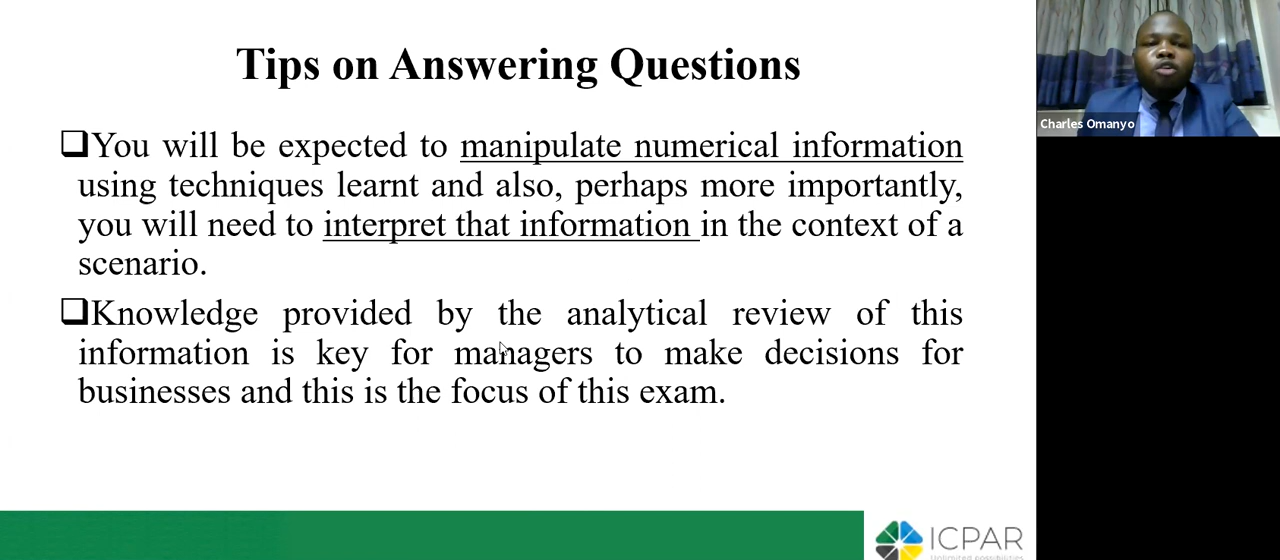 Tips on Answering Questions
You will be expected to manipulate numerical information
using techniques learnt and also, perhaps more importantly,
you will need to interpret that information in the context of a
scenario.
Knowledge provided by the analytical review of this
information is key for managers to make decisions for
businesses and this is the focus of this exam.
Charles Omanyo
ICPAR
Unlimited possibilities